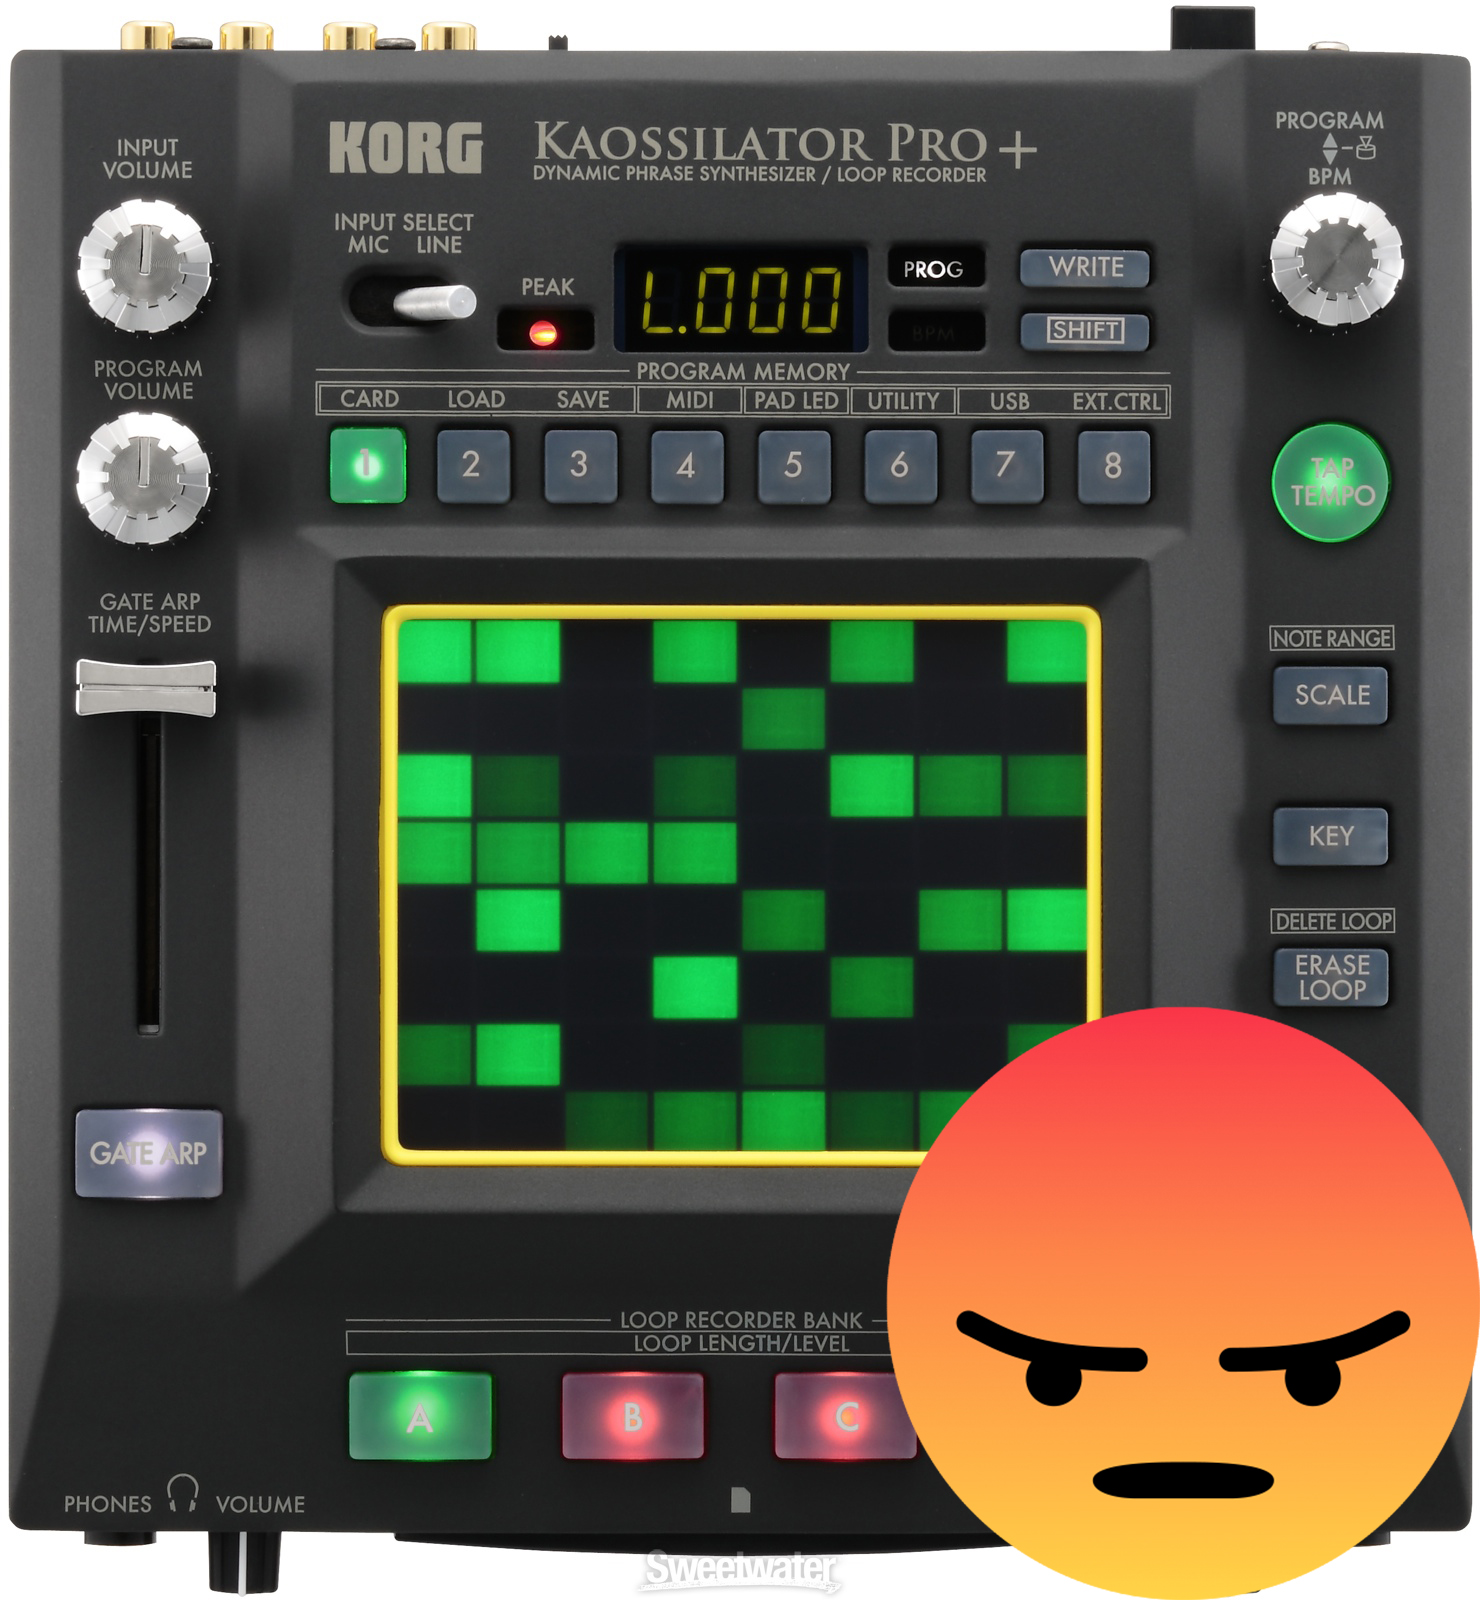 INPUT
VOLUME
KORG
KAOSSILATOR PRO+
DYNAMIC PHRASE SYNTHESIZER / LOOP RECORDER
PROGRAM
BPM
INPUT SELECT
MIC LINE
PEAK
L.000
PROG
BPM
WRITE
SHIFT
PROGRAM
VOLUME
PROGRAM MEMORY
CARD LOAD SAVE MIDI PAD LED UTILITY USB EXT.CTRL
1 2 3 4 5 6 7 8
TAP
TEMPO
GATE ARP
TIME/SPEED
NOTE RANGE
SCALE
KEY
DELETE LOOP
ERASE
LOOP
GATE ARP
LOOP RECORDER BANK
LOOP LENGTH/LEVEL
A B C
PHONES VOLUME
Sweetwater